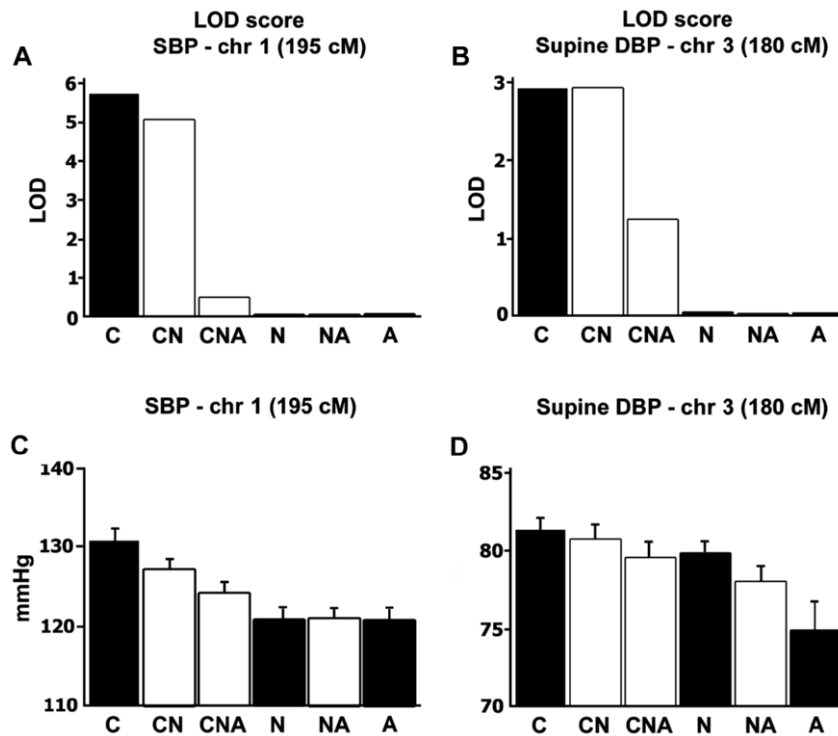 LOD score
SBP - chr 1 (195 cM)
A
6
5
4
3
2
1
0
LOD
C CN CNA N NA A
LOD score
Supine DBP - chr 3 (180 cM)
B
3
2
1
0
LOD
C CN CNA N NA A
SBP - chr 1 (195 cM)
C
140
130
120
110
mmHg
C CN CNA N NA A
Supine DBP - chr 3 (180 cM)
D
85
80
75
70
C CN CNA N NA A